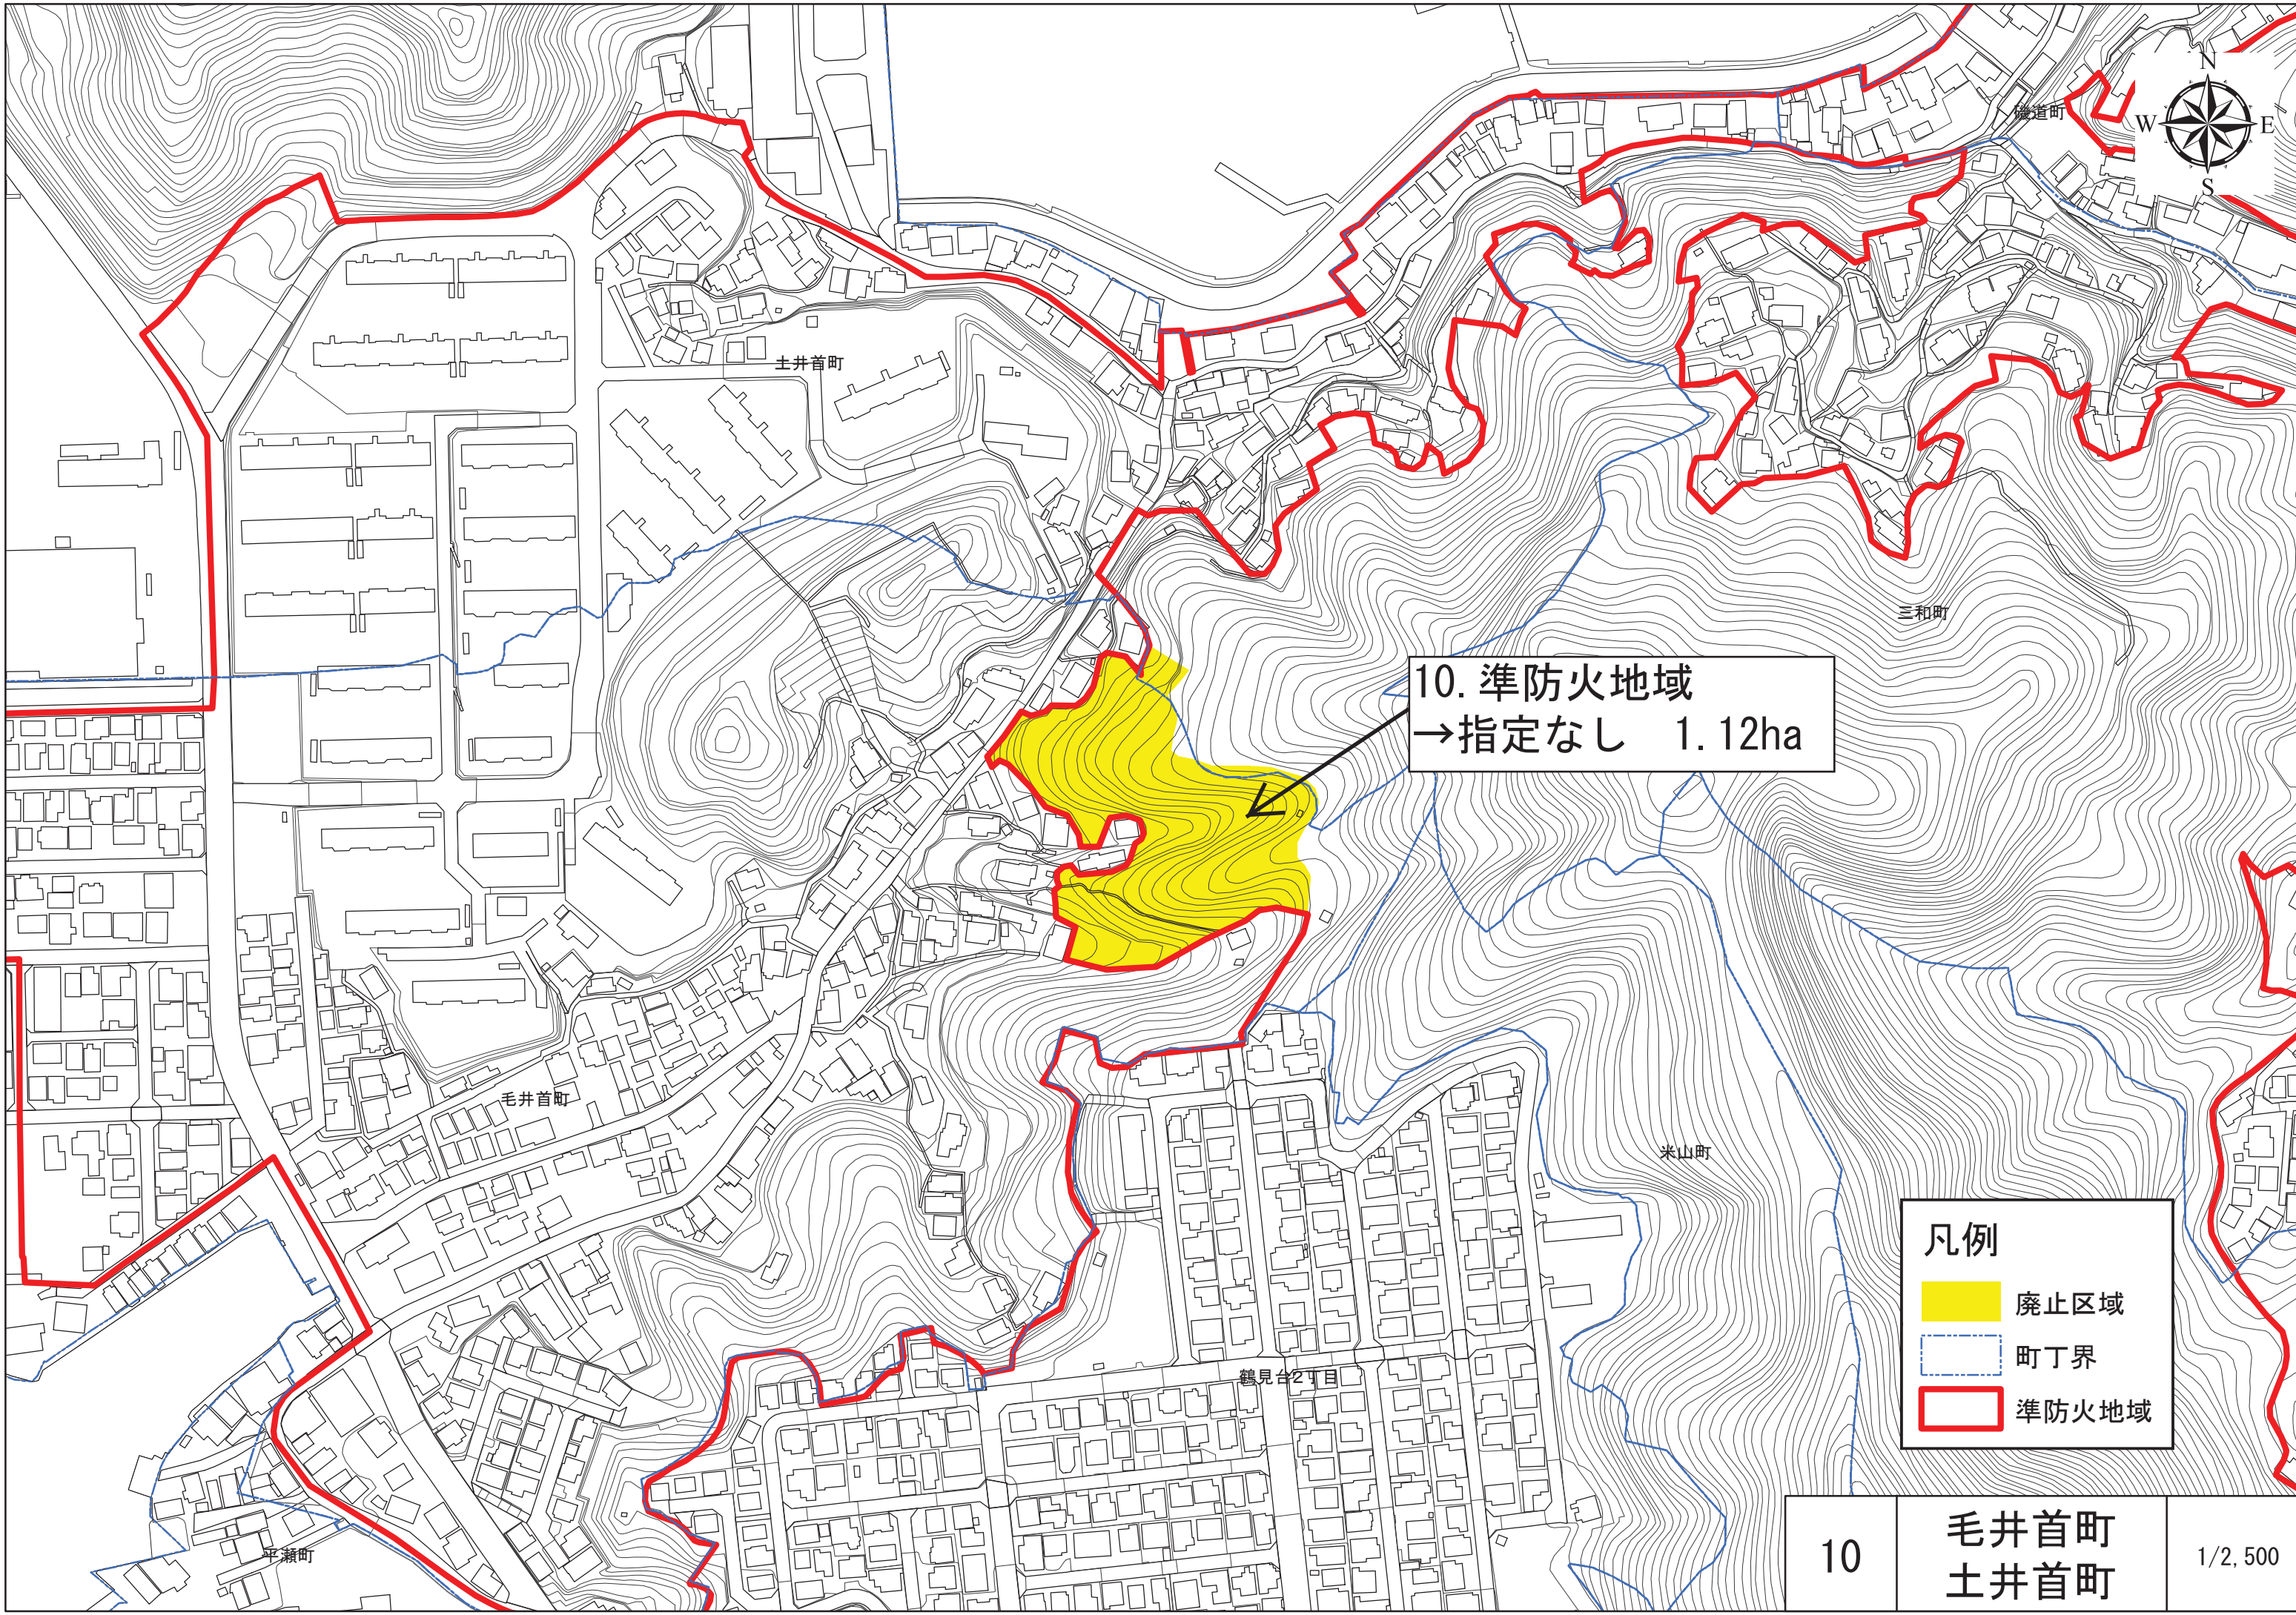 N
磯道町
W
E
S
土井首町
三和町
10. 準防火地域
→指定なし 1.12ha
毛井首町
米山町
凡例
廃止区域
町丁界
準防火地域
鶴見台2丁目
平瀬町
10
毛井首町
土井首町
1/2,500